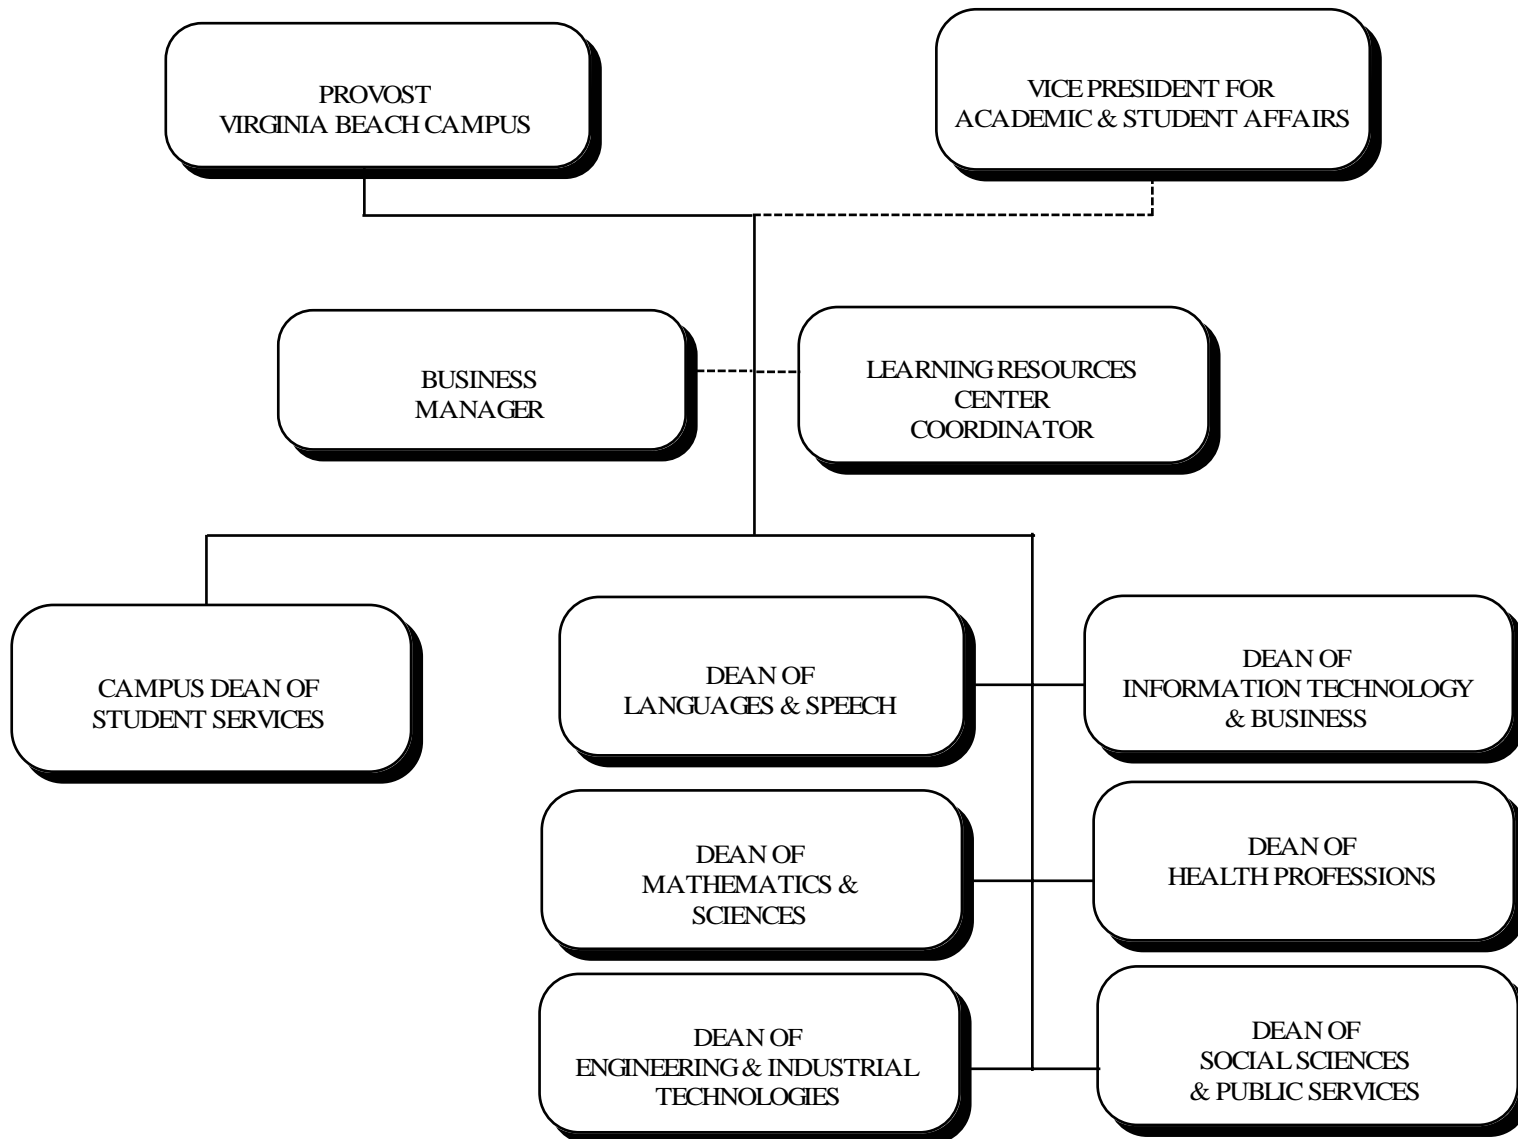 PROVOST
VIRGINIA BEACH CAMPUS
VICE PRESIDENT FOR
ACADEMIC & STUDENT AFFAIRS
BUSINESS
MANAGER
LEARNING RESOURCES
CENTER
COORDINATOR
CAMPUS DEAN OF
STUDENT SERVICES
DEAN OF
LANGUAGES & SPEECH
DEAN OF
INFORMATION TECHNOLOGY
& BUSINESS
DEAN OF
MATHEMATICS &
SCIENCES
DEAN OF
HEALTH PROFESSIONS
DEAN OF
ENGINEERING & INDUSTRIAL
TECHNOLOGIES
DEAN OF
SOCIAL SCIENCES
& PUBLIC SERVICES